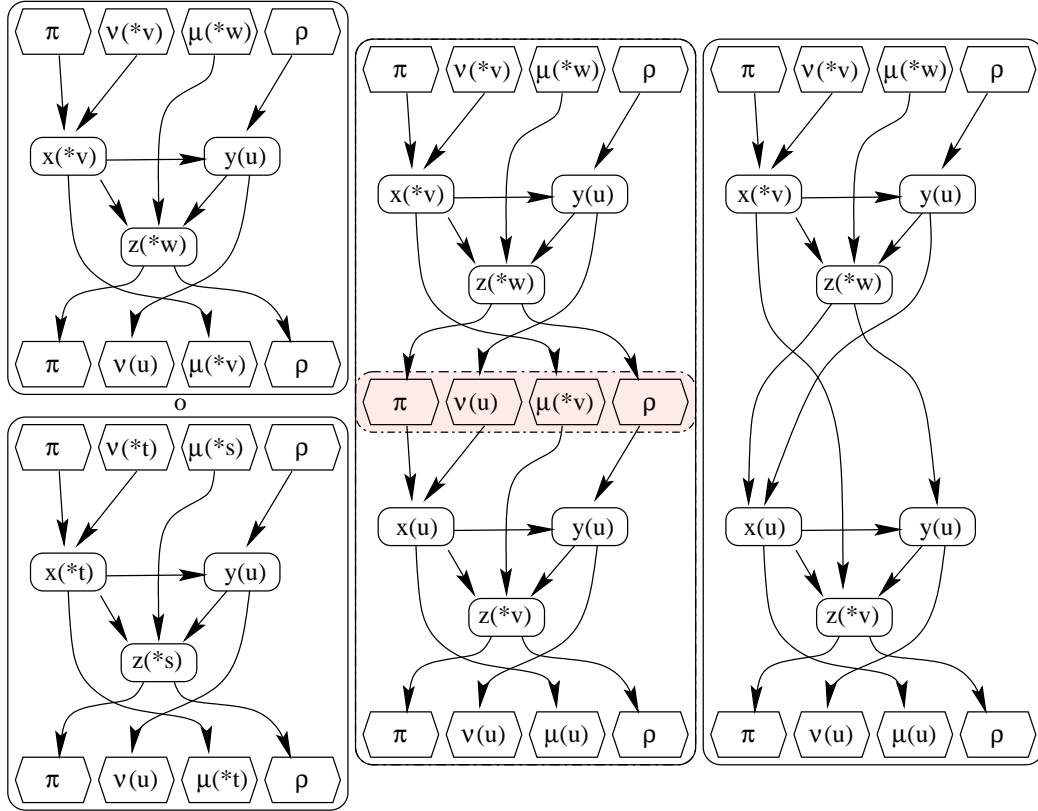 π ν(*v) μ(*w) ρ
x(*v) y(u)
z(*w)
π ν(u) μ(*v) ρ
o
π ν(*t) μ(*s) ρ
x(*t) y(u)
z(*s)
π ν(u) μ(*t) ρ
π ν(*v) μ(*w) ρ
x(*v) y(u)
z(*w)
π ν(u) μ(*v) ρ
x(u) y(u)
z(*v)
π ν(u) μ(u) ρ
π ν(*v) μ(*w) ρ
x(*v) y(u)
z(*w)
x(u) y(u)
z(*v)
π ν(u) μ(u) ρ